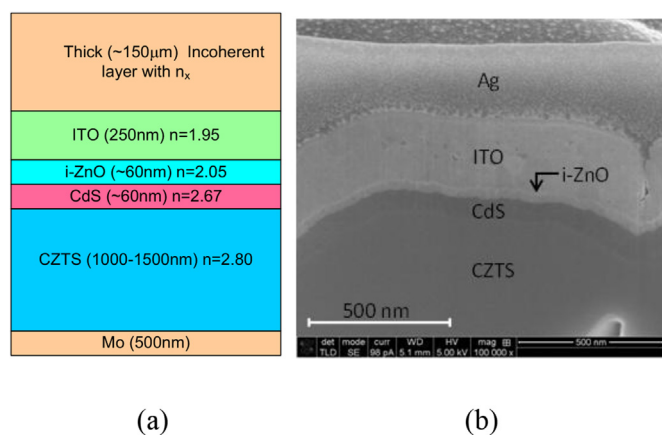 Thick (~150μm) Incoherent
layer with nₓ
ITO (250nm) n=1.95
i-ZnO (~60nm) n=2.05
CdS (~60nm) n=2.67
CZTS (1000-1500nm) n=2.80
Mo (500nm)
(a)
Ag
ITO
i-ZnO
CdS
CZTS
500 nm
det mode curr WD HV mag ⊞ 500 nm
TLD SE 98 pA 5.1 mm 5.00 kV 100 000 x
(b)